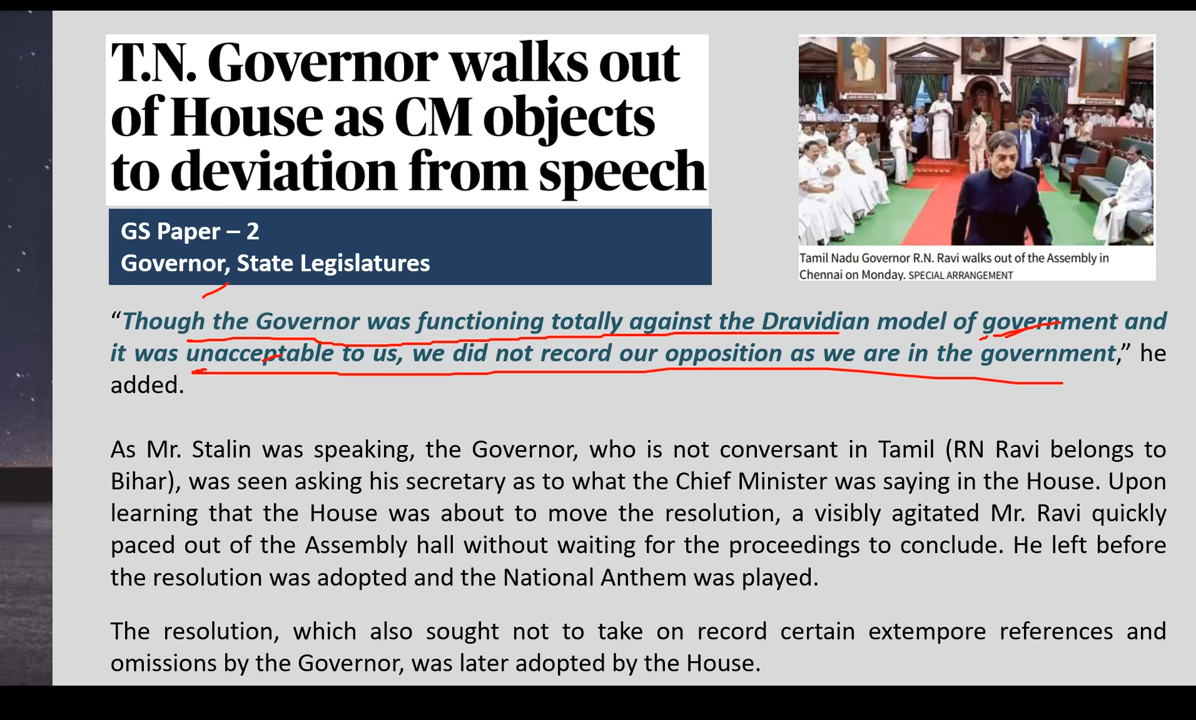 T.N. Governor walks out
of House as CM objects
to deviation from speech
GS Paper – 2
Governor, State Legislatures
Tamil Nadu Governor R.N. Ravi walks out of the Assembly in
Chennai on Monday. SPECIAL ARRANGEMENT
“Though the Governor was functioning totally against the Dravidian model of government and
it was unacceptable to us, we did not record our opposition as we are in the government,” he
added.
As Mr. Stalin was speaking, the Governor, who is not conversant in Tamil (RN Ravi belongs to
Bihar), was seen asking his secretary as to what the Chief Minister was saying in the House. Upon
learning that the House was about to move the resolution, a visibly agitated Mr. Ravi quickly
paced out of the Assembly hall without waiting for the proceedings to conclude. He left before
the resolution was adopted and the National Anthem was played.
The resolution, which also sought not to take on record certain extempore references and
omissions by the Governor, was later adopted by the House.